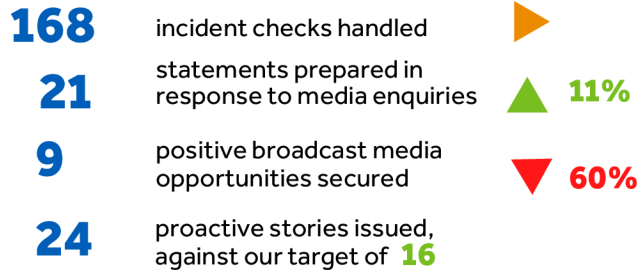 168 incident checks handled
21 statements prepared in
response to media enquiries 11%
9 positive broadcast media
opportunities secured 60%
24 proactive stories issued,
against our target of 16